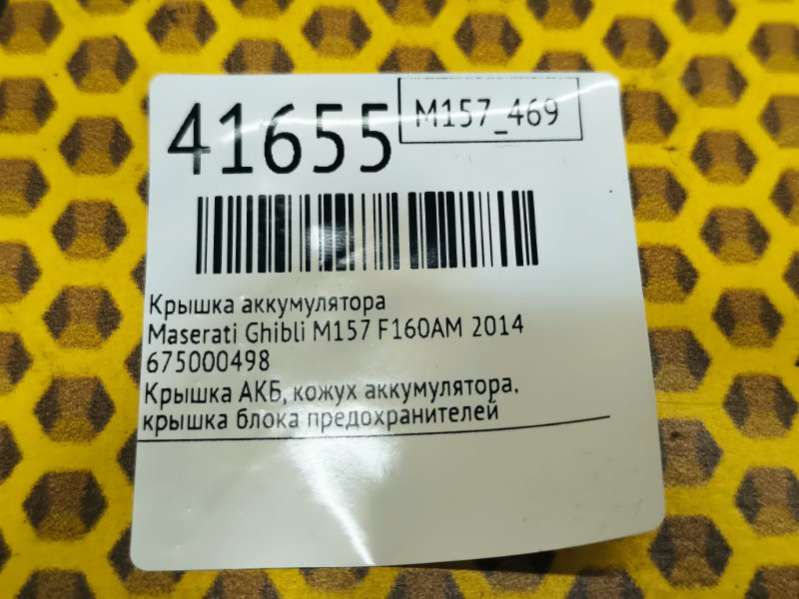 41655
M157_469
Крышка аккумулятора
Maserati Ghibli M157 F160AM 2014
675000498
Крышка АКБ, кожух аккумулятора,
крышка блока предохранителей